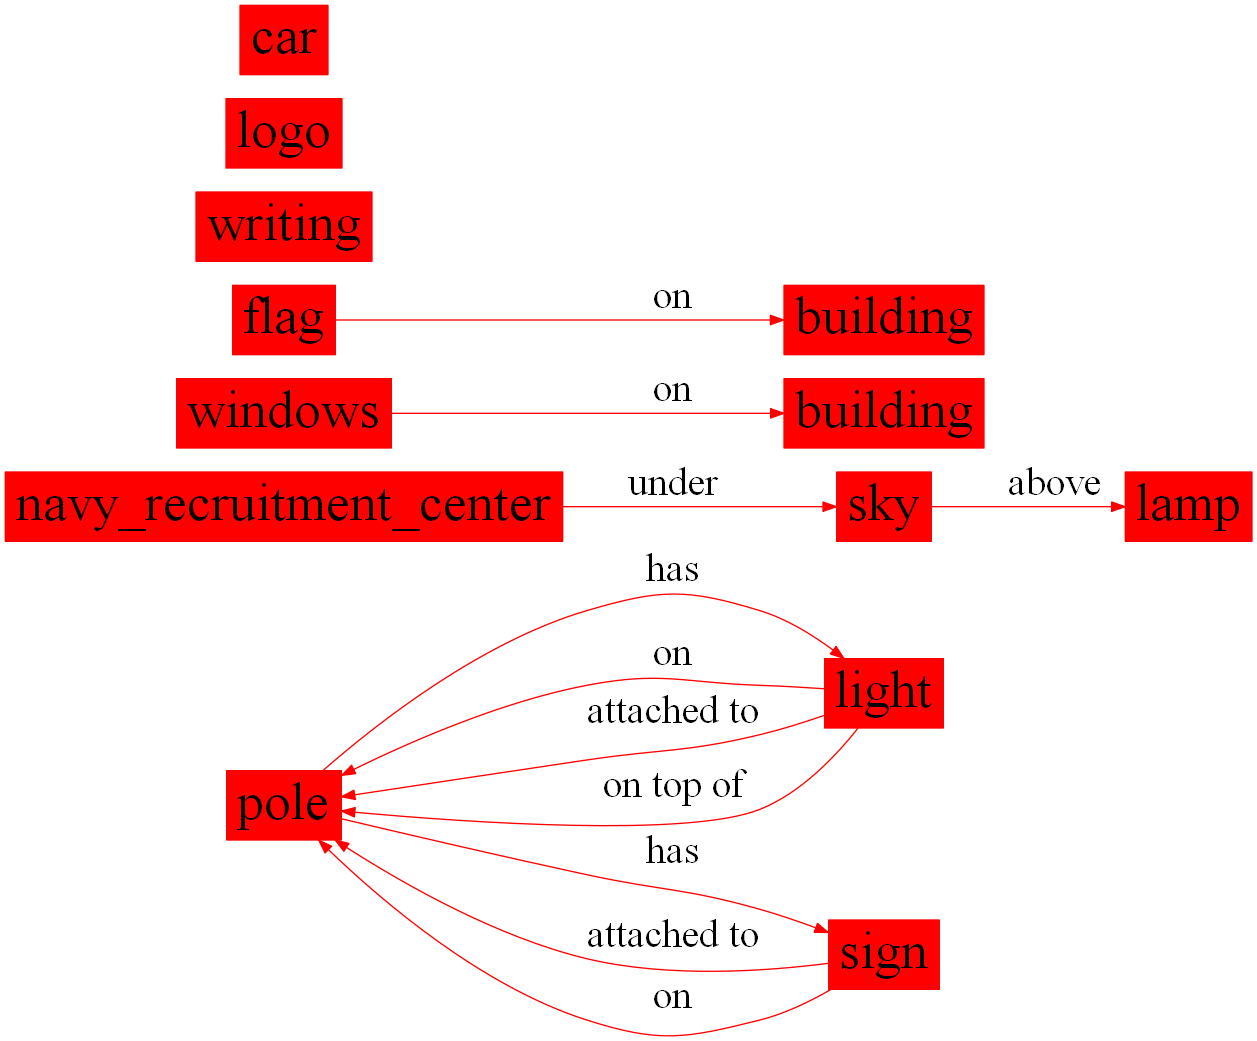 car
logo
writing
flag on building
windows on building
navy_recruitment_center under sky above lamp
has
on
light
attached to
on top of
pole
has
attached to
sign
on